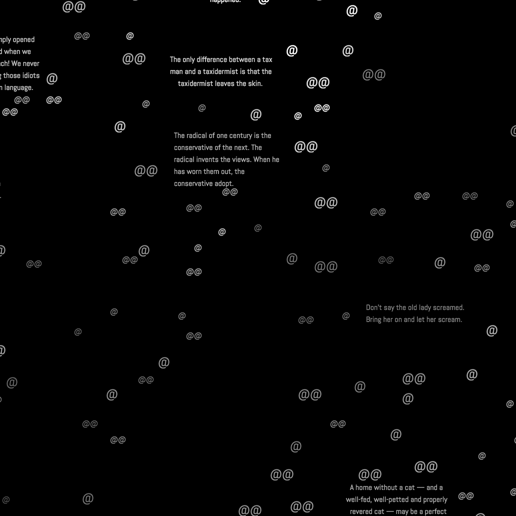 happened.
mply opened
d when we
ch! We never
g those idiots
language.
The only difference between a tax
man and a taxidermist is that the
taxidermist leaves the skin.
The radical of one century is the
conservative of the next. The
radical invents the views. When he
has worn them out, the
conservative adopt.
Don't say the old lady screamed.
Bring her on and let her scream.
A home without a cat — and a
well-fed, well-petted and properly
revered cat — may be a perfect